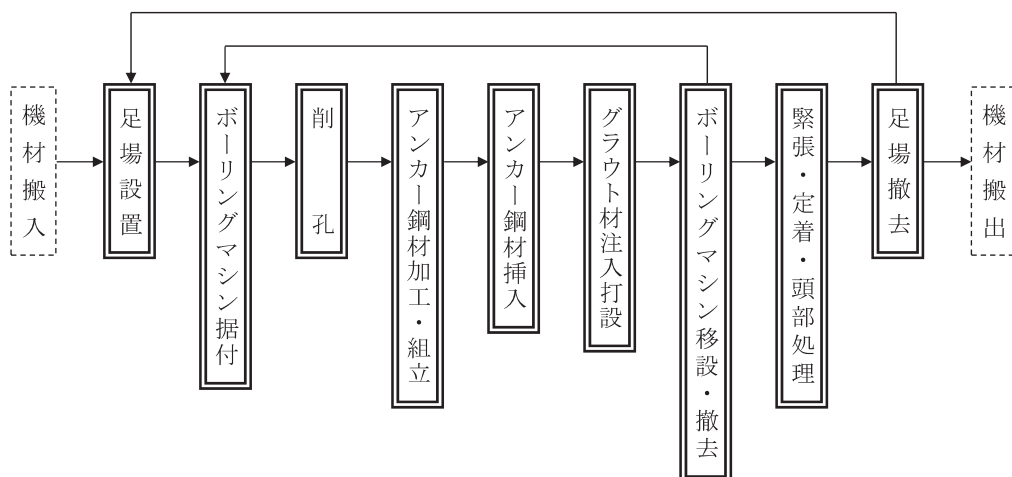 機材搬入
足場設置
ボーリングマシン据付
削孔
アンカー鋼材加工・組立
アンカー鋼材挿入
グラウト材注入打設
ボーリングマシン移設・撤去
緊張・定着・頭部処理
足場撤去
機材搬出